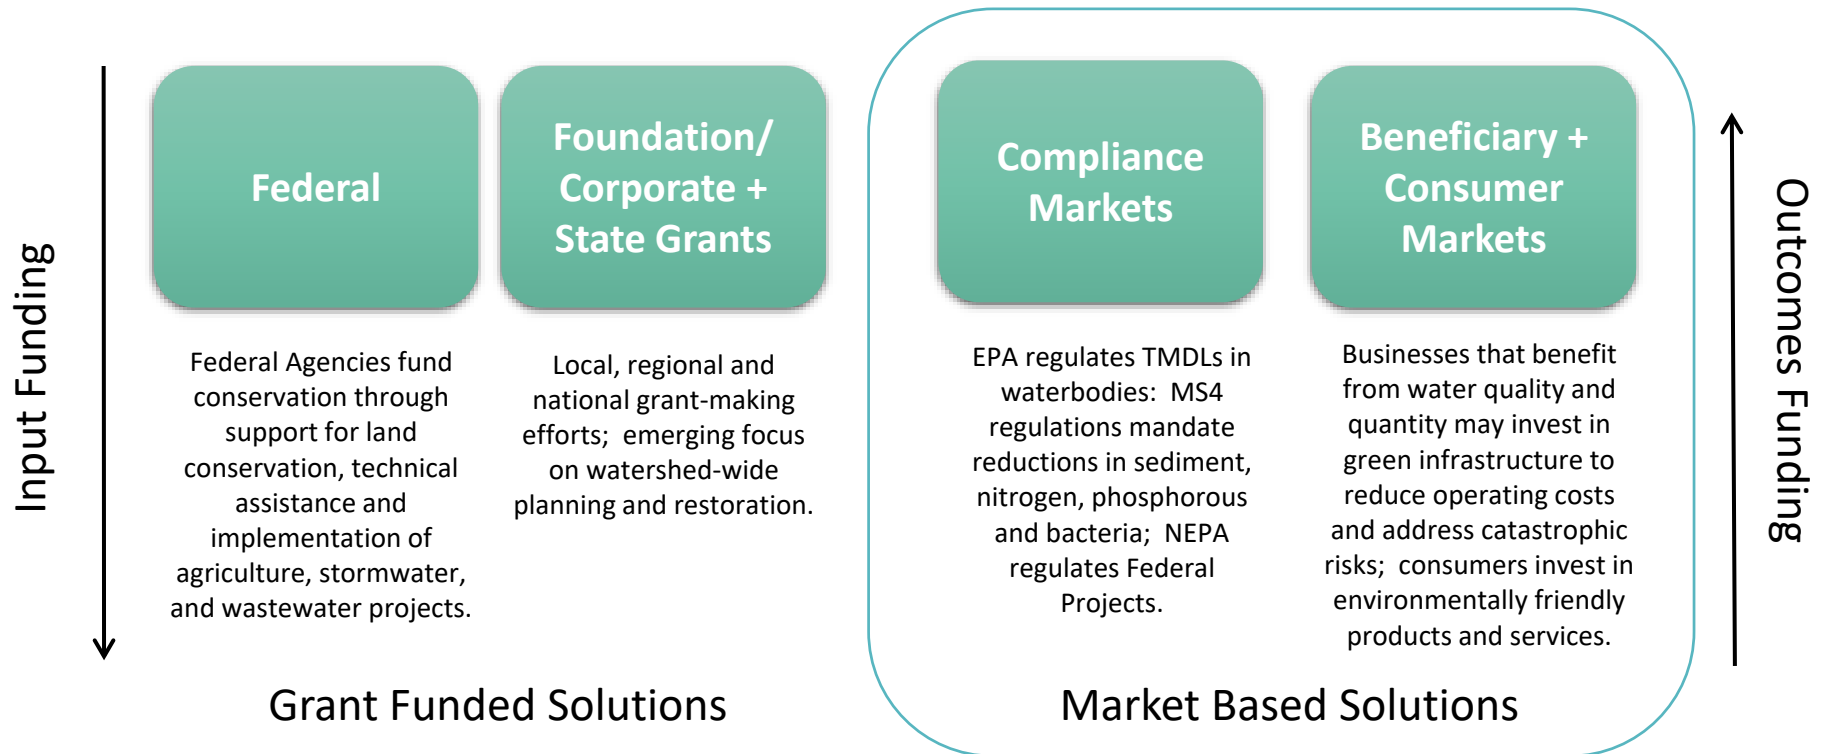 Input Funding
Federal
Federal Agencies fund
conservation through
support for land
conservation, technical
assistance and
implementation of
agriculture, stormwater,
and wastewater projects.
Foundation/
Corporate +
State Grants
Local, regional and
national grant-making
efforts;  emerging focus
on watershed-wide
planning and restoration.
Grant Funded Solutions
Compliance
Markets
EPA regulates TMDLs in
waterbodies:  MS4
regulations mandate
reductions in sediment,
nitrogen, phosphorous
and bacteria;  NEPA
regulates Federal
Projects.
Beneficiary +
Consumer
Markets
Businesses that benefit
from water quality and
quantity may invest in
green infrastructure to
reduce operating costs
and address catastrophic
risks;  consumers invest in
environmentally friendly
products and services.
Market Based Solutions
Outcomes Funding